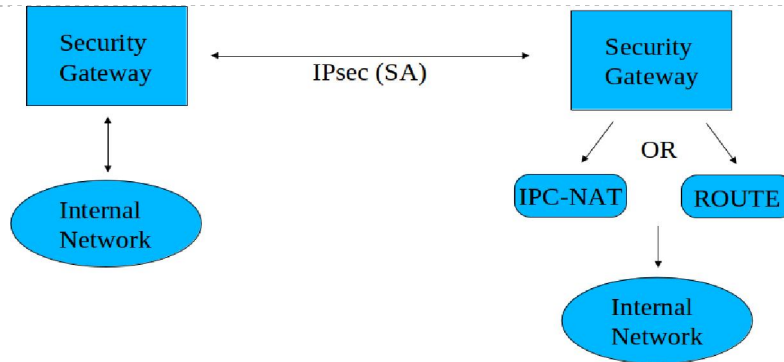 Security
Gateway
IPsec (SA)
Security
Gateway
OR
IPC-NAT
ROUTE
Internal
Network
Internal
Network